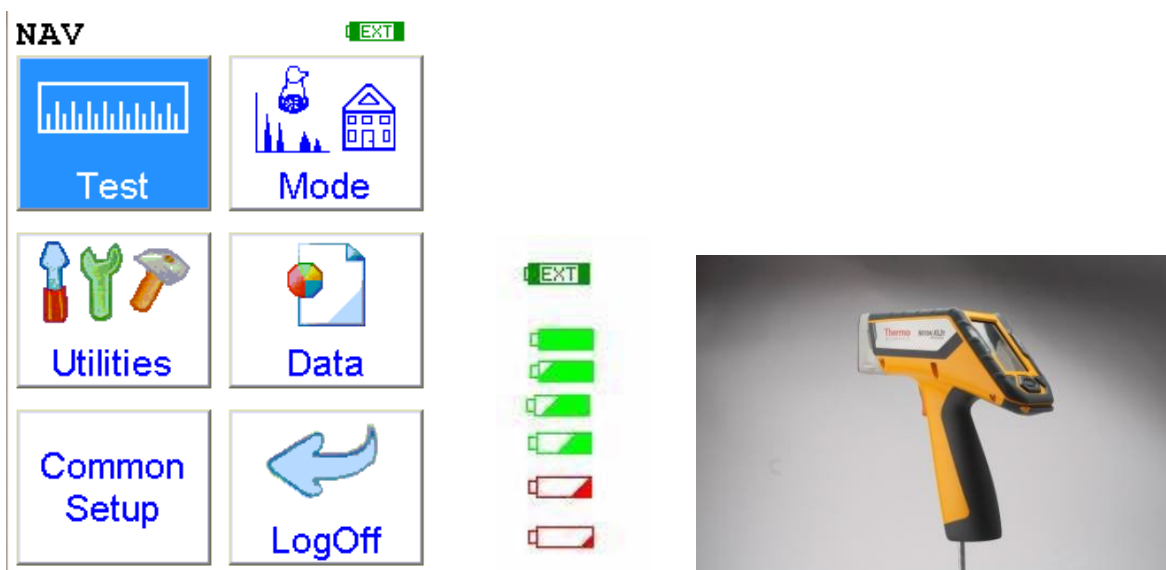 NAV
EXT
Test
Mode
Utilities
Data
Common
Setup
LogOff
EXT
Thermo